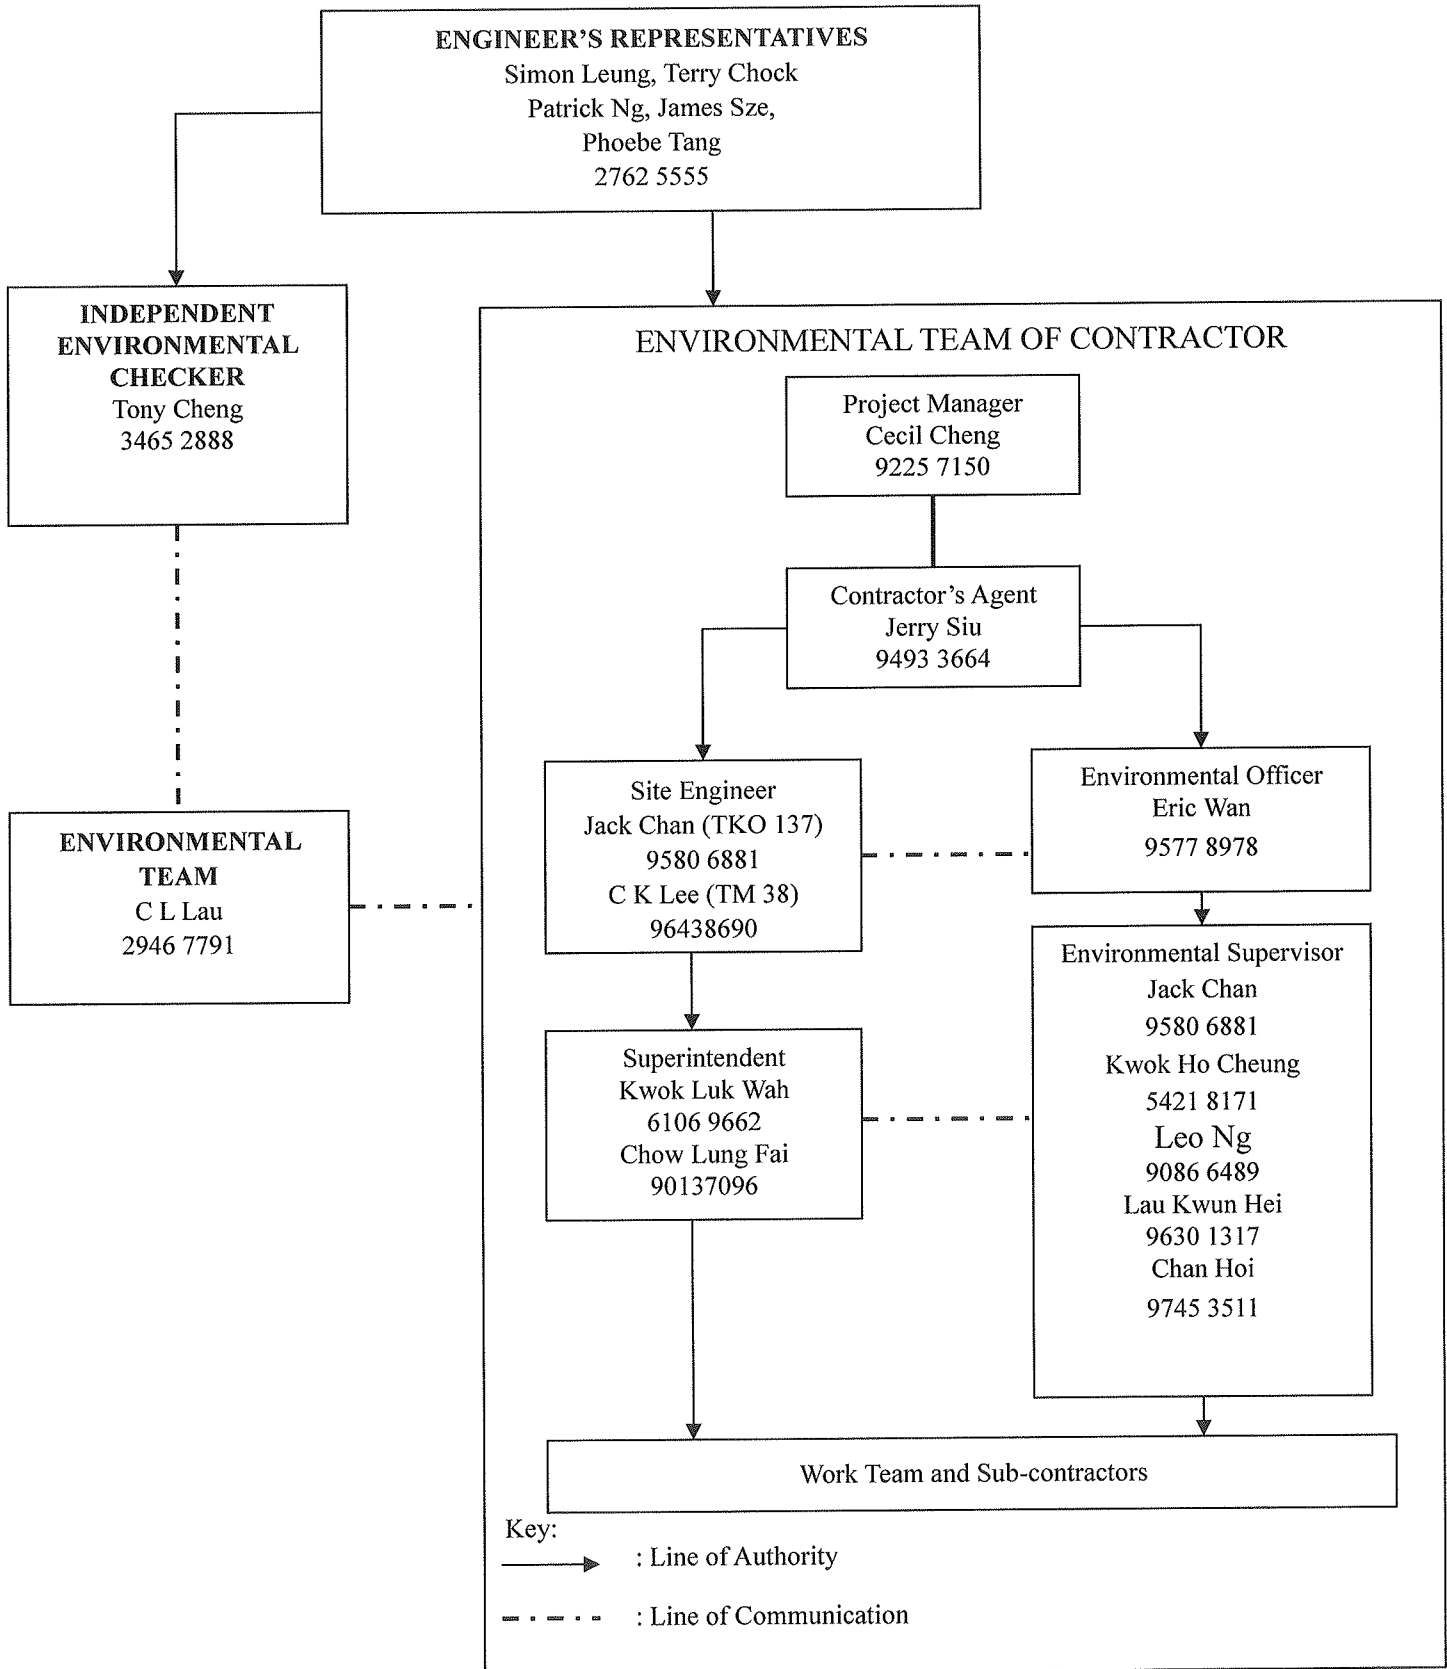 ENGINEER'S REPRESENTATIVES
Simon Leung, Terry Chock
Patrick Ng, James Sze,
Phoebe Tang
2762 5555
INDEPENDENT
ENVIRONMENTAL
CHECKER
Tony Cheng
3465 2888
ENVIRONMENTAL
TEAM
C L Lau
2946 7791
ENVIRONMENTAL TEAM OF CONTRACTOR
Project Manager
Cecil Cheng
9225 7150
Contractor's Agent
Jerry Siu
9493 3664
Site Engineer
Jack Chan (TKO 137)
9580 6881
C K Lee (TM 38)
96438690
Environmental Officer
Eric Wan
9577 8978
Superintendent
Kwok Luk Wah
6106 9662
Chow Lung Fai
90137096
Environmental Supervisor
Jack Chan
9580 6881
Kwok Ho Cheung
5421 8171
Leo Ng
9086 6489
Lau Kwun Hei
9630 1317
Chan Hoi
9745 3511
Work Team and Sub-contractors
Key:
: Line of Authority
: Line of Communication